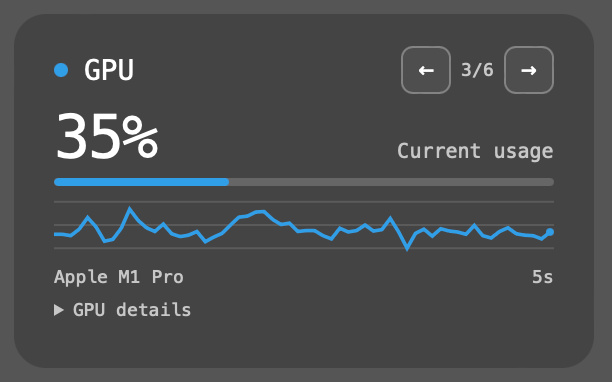 GPU
← 3/6 →
35%
Current usage
Apple M1 Pro
5s
▶ GPU details